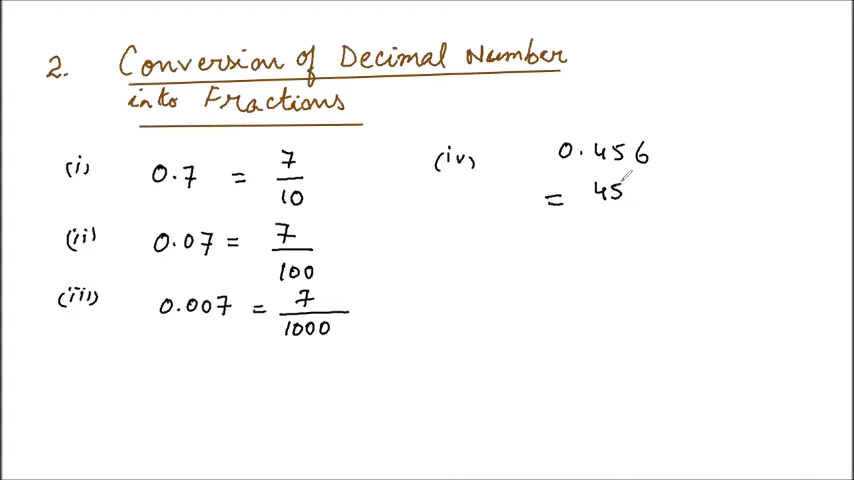 2. Conversion of Decimal Number
into Fractions
(i) 0.7 = 7/10
(ii) 0.07 = 7/100
(iii) 0.007 = 7/1000
(iv) 0.456
= 45